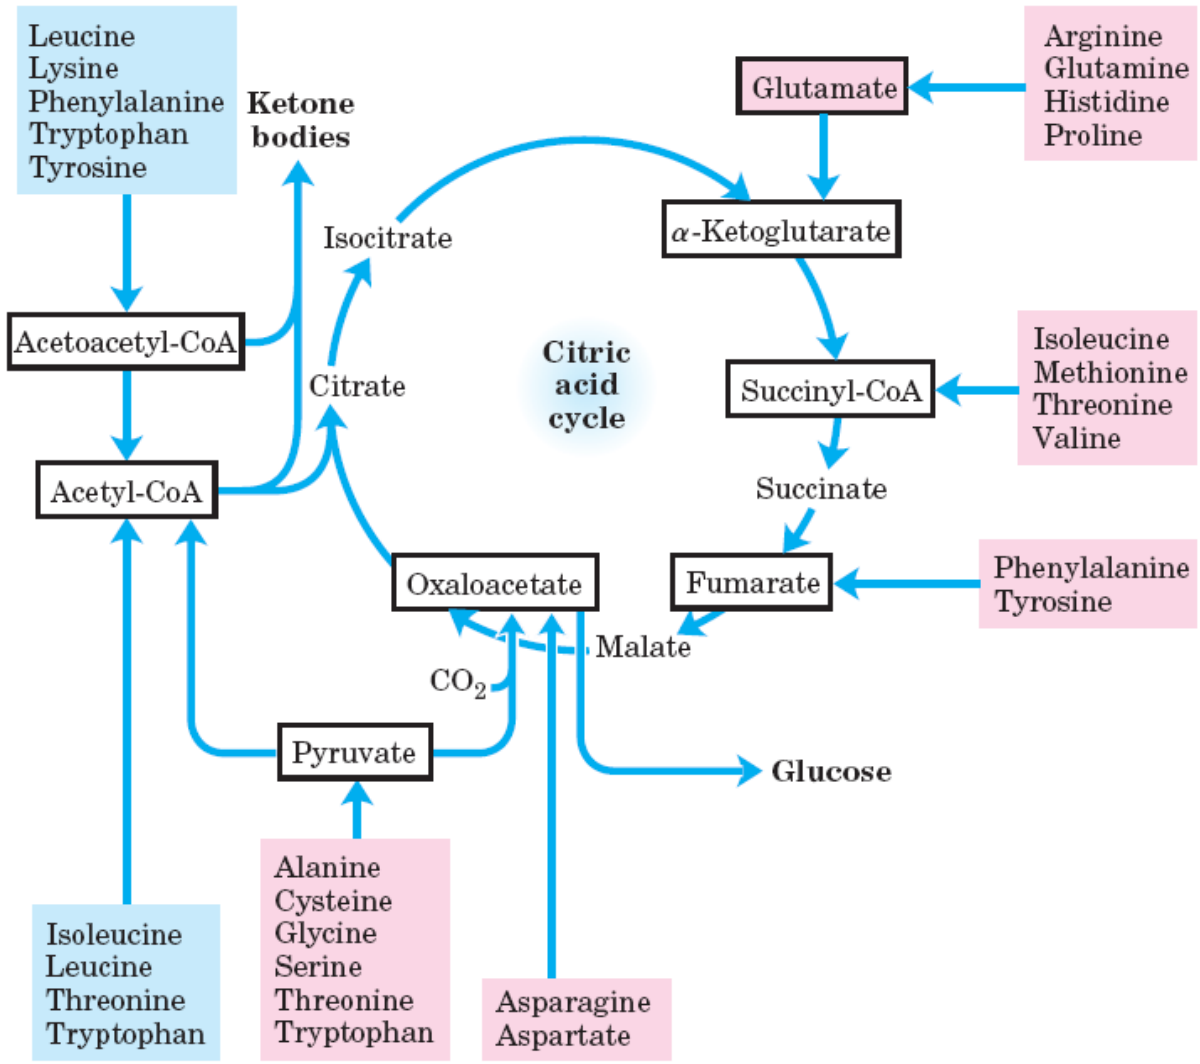 Leucine
Lysine
Phenylalanine
Tryptophan
Tyrosine
Ketone
bodies
Glutamate
Arginine
Glutamine
Histidine
Proline
Isocitrate
α-Ketoglutarate
Acetoacetyl-CoA
Citrate
Citric
acid
cycle
Succinyl-CoA
Isoleucine
Methionine
Threonine
Valine
Acetyl-CoA
Succinate
Oxaloacetate
Fumarate
Phenylalanine
Tyrosine
Malate
CO₂
Pyruvate
Glucose
Isoleucine
Leucine
Threonine
Tryptophan
Alanine
Cysteine
Glycine
Serine
Threonine
Tryptophan
Asparagine
Aspartate